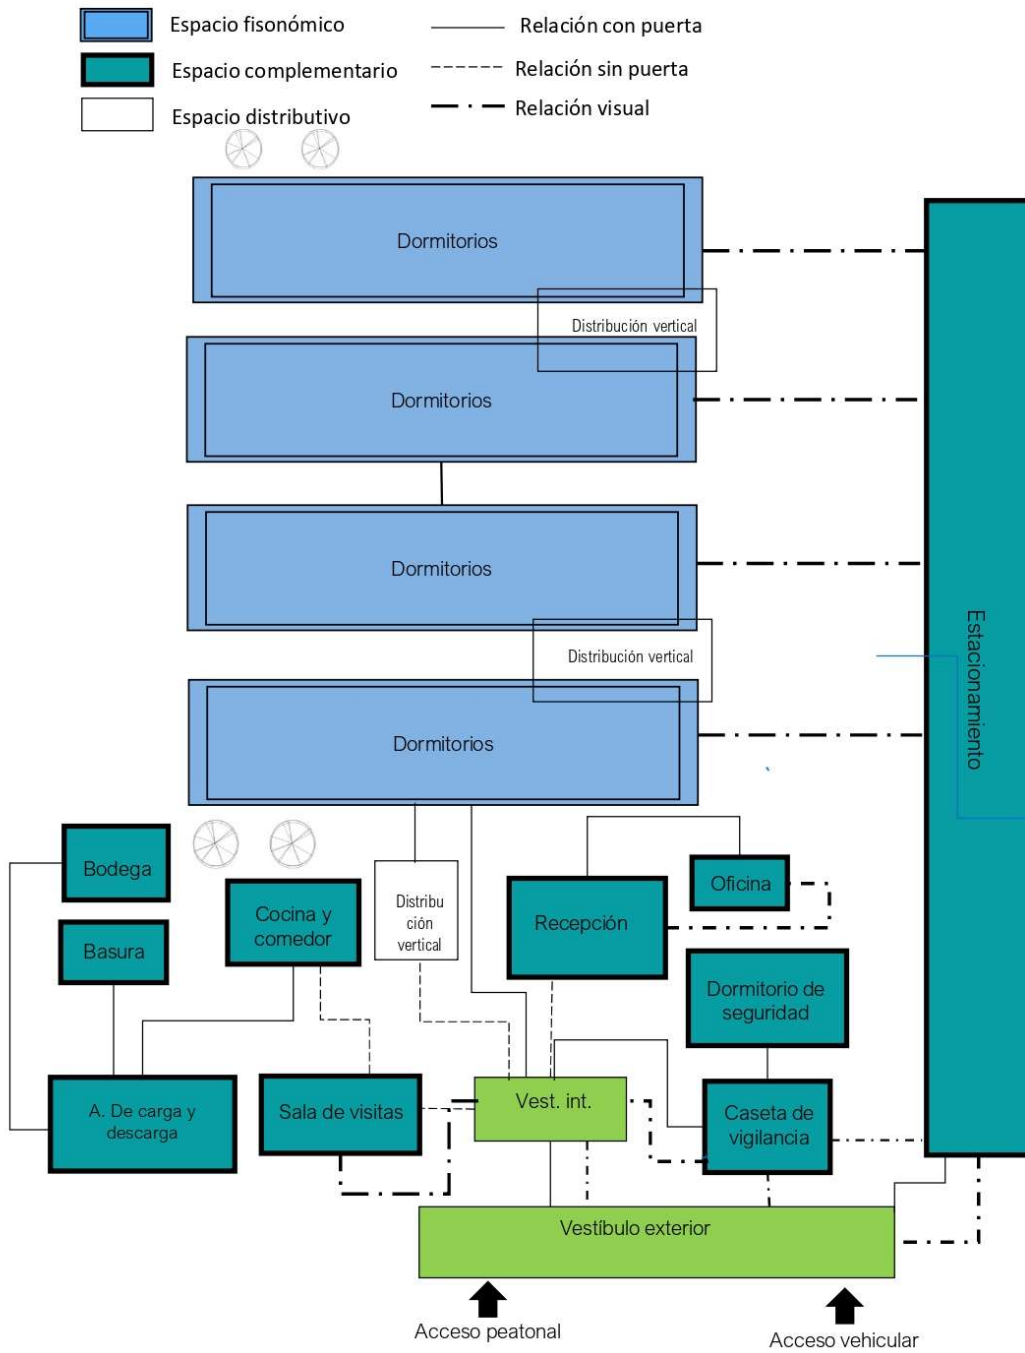 Espacio fisonómico
Relación con puerta
Espacio complementario
Relación sin puerta
Espacio distributivo
Relación visual
Dormitorios
Distribución vertical
Dormitorios
Dormitorios
Estacionamiento
Distribución vertical
Dormitorios
Bodega
Oficina
Cocina y
comedor
Distribu
ción
vertical
Recepción
Basura
Dormitorio de
seguridad
A. De carga y
descarga
Sala de visitas
Vest. int.
Caseta de
vigilancia
Vestíbulo exterior
Acceso peatonal
Acceso vehicular